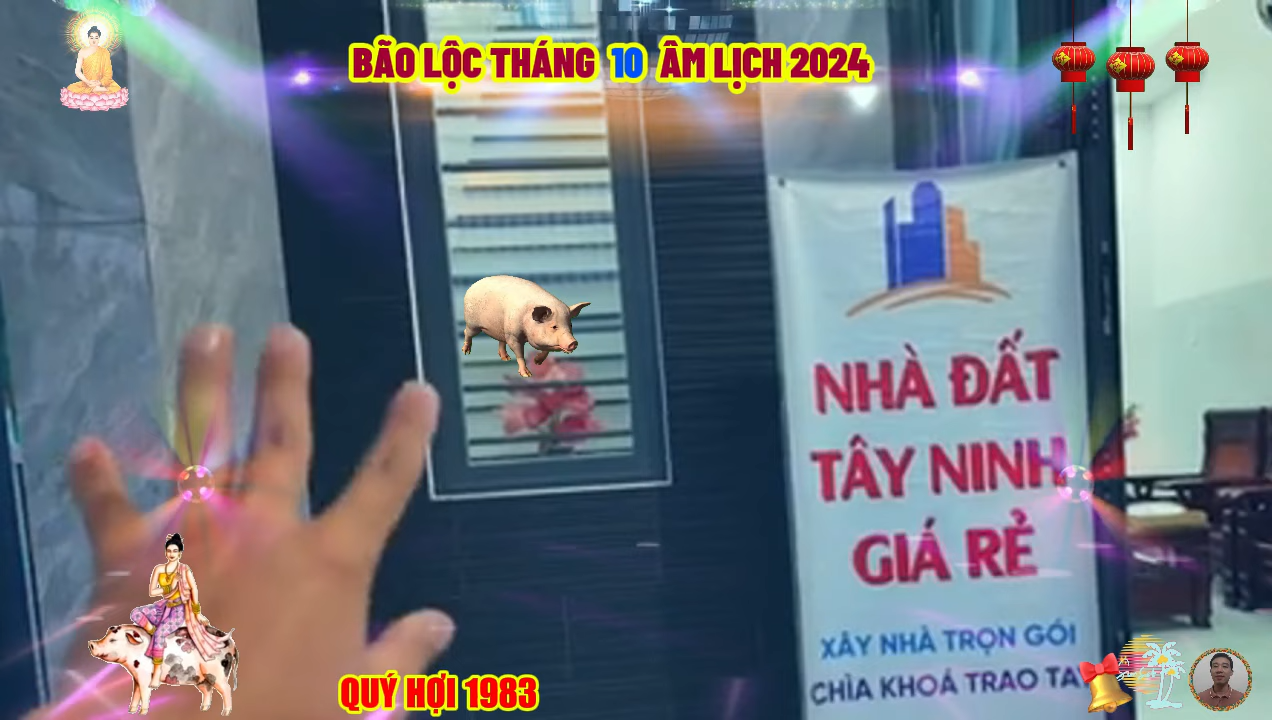 BÃO LỘC THÁNG 10 ÂM LỊCH 2024
NHÀ ĐẤT
TÂY NINH
GIÁ RẺ
XÂY NHÀ TRỌN GÓI
CHÌA KHOÁ TRAO TAY
QUÝ HỢI 1983